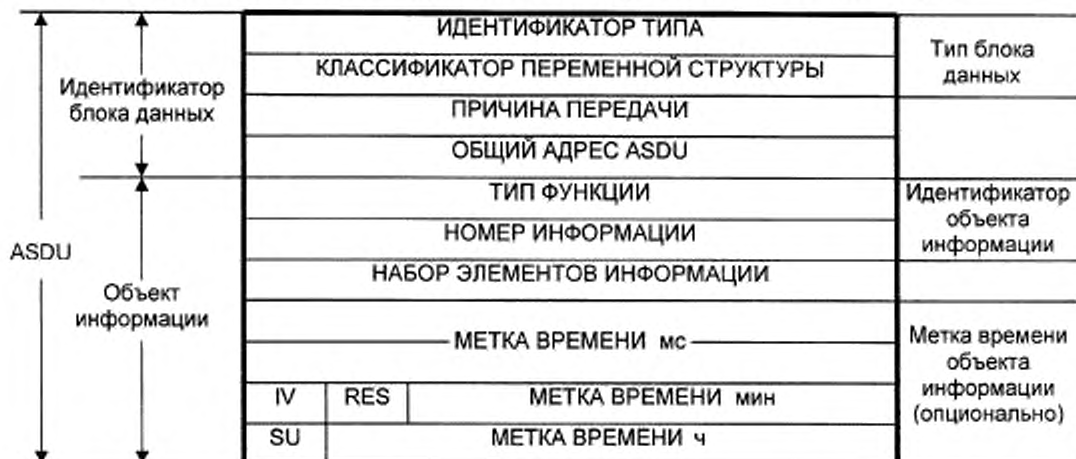 ИДЕНТИФИКАТОР ТИПА
КЛАССИФИКАТОР ПЕРЕМЕННОЙ СТРУКТУРЫ
Тип блока
данных
Идентификатор
блока данных
ПРИЧИНА ПЕРЕДАЧИ
ОБЩИЙ АДРЕС ASDU
ТИП ФУНКЦИИ
НОМЕР ИНФОРМАЦИИ
Идентификатор
объекта
информации
ASDU
НАБОР ЭЛЕМЕНТОВ ИНФОРМАЦИИ
Объект
информации
МЕТКА ВРЕМЕНИ мс
Метка времени
объекта
информации
(опционально)
IV RES МЕТКА ВРЕМЕНИ мин
SU МЕТКА ВРЕМЕНИ ч